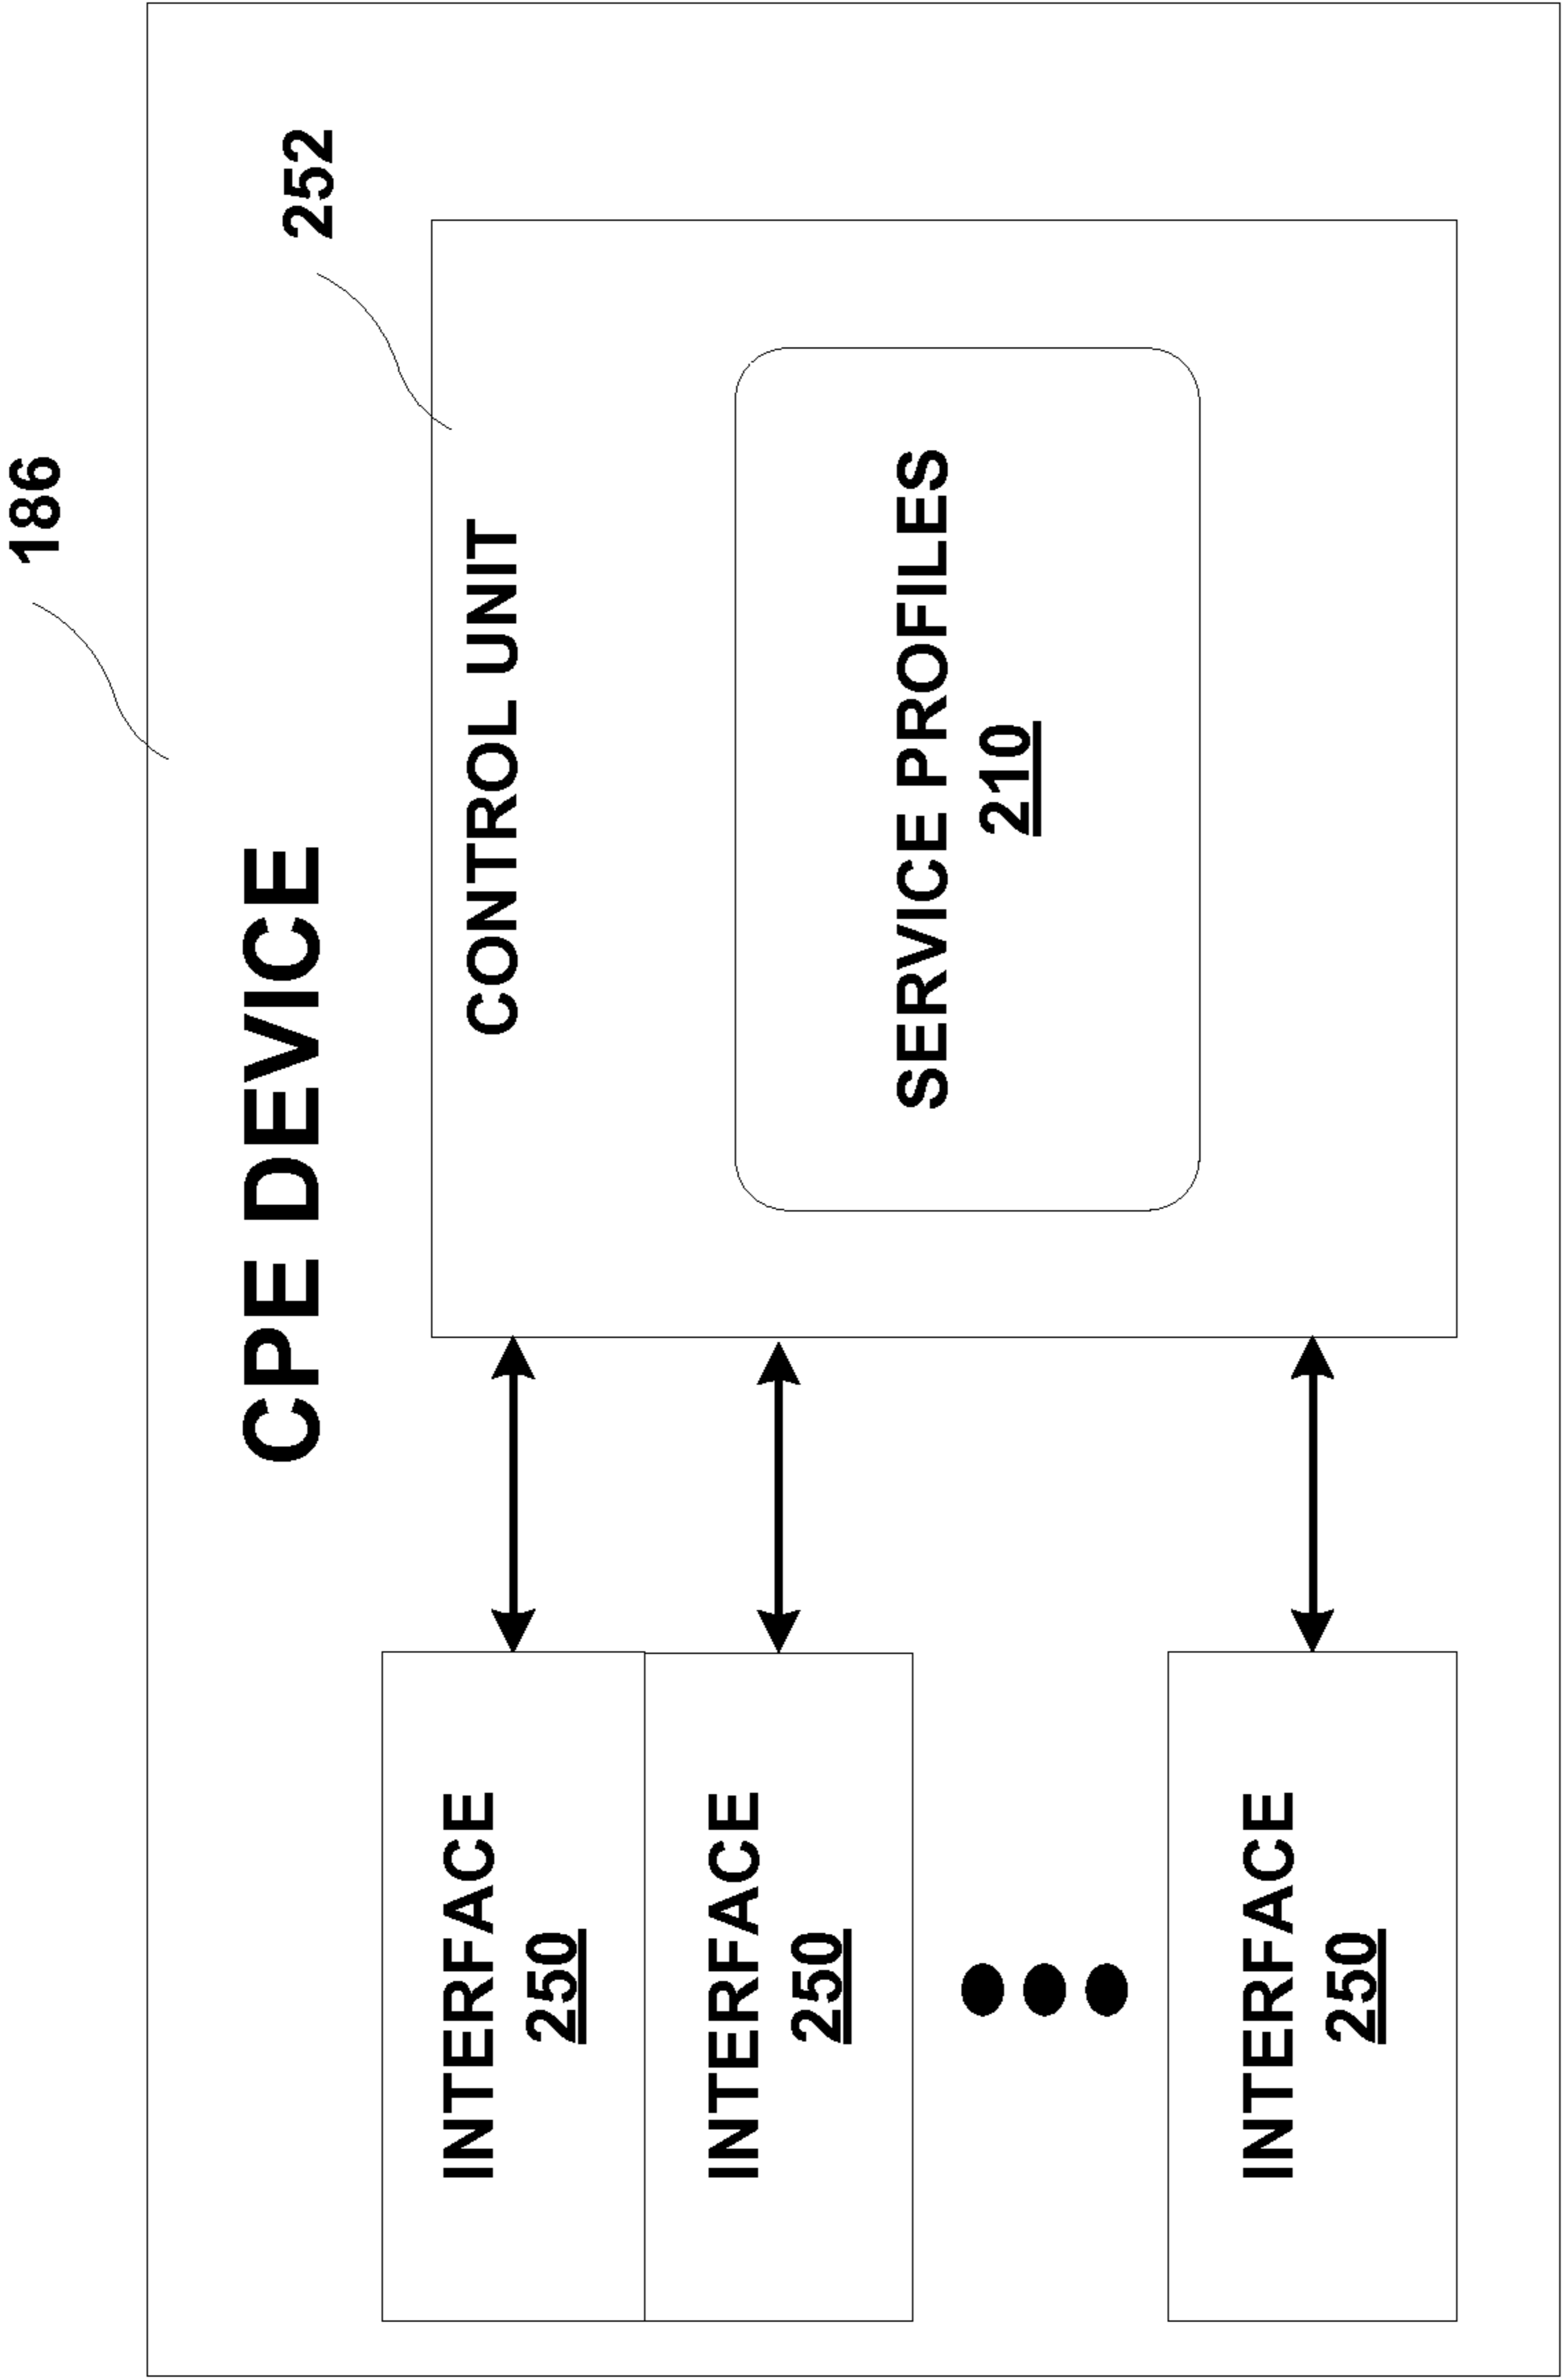 186
CPE DEVICE
252
CONTROL UNIT
INTERFACE
250
INTERFACE
250
SERVICE PROFILES
210
INTERFACE
250